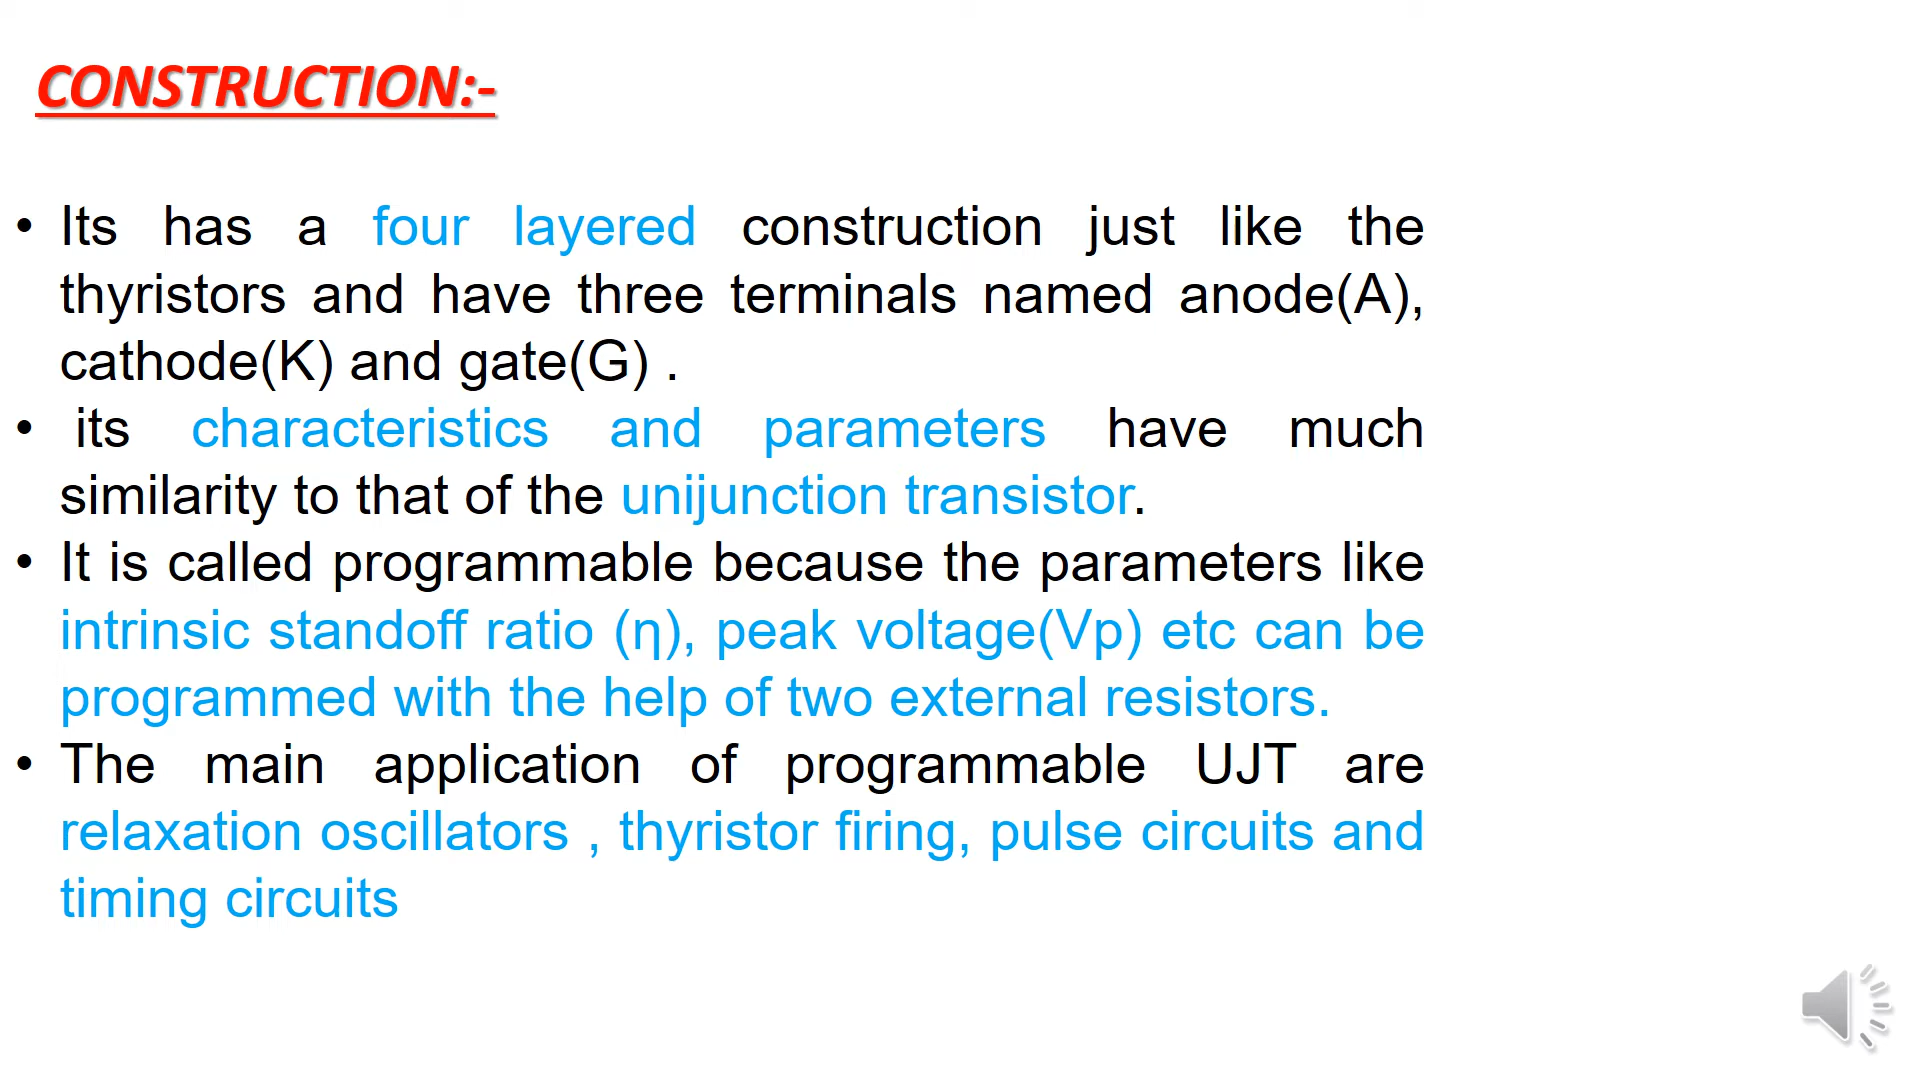 CONSTRUCTION:-
• Its has a four layered construction just like the
thyristors and have three terminals named anode(A),
cathode(K) and gate(G) .
• its characteristics and parameters have much
similarity to that of the unijunction transistor.
• It is called programmable because the parameters like
intrinsic standoff ratio (η), peak voltage(Vp) etc can be
programmed with the help of two external resistors.
• The main application of programmable UJT are
relaxation oscillators , thyristor firing, pulse circuits and
timing circuits